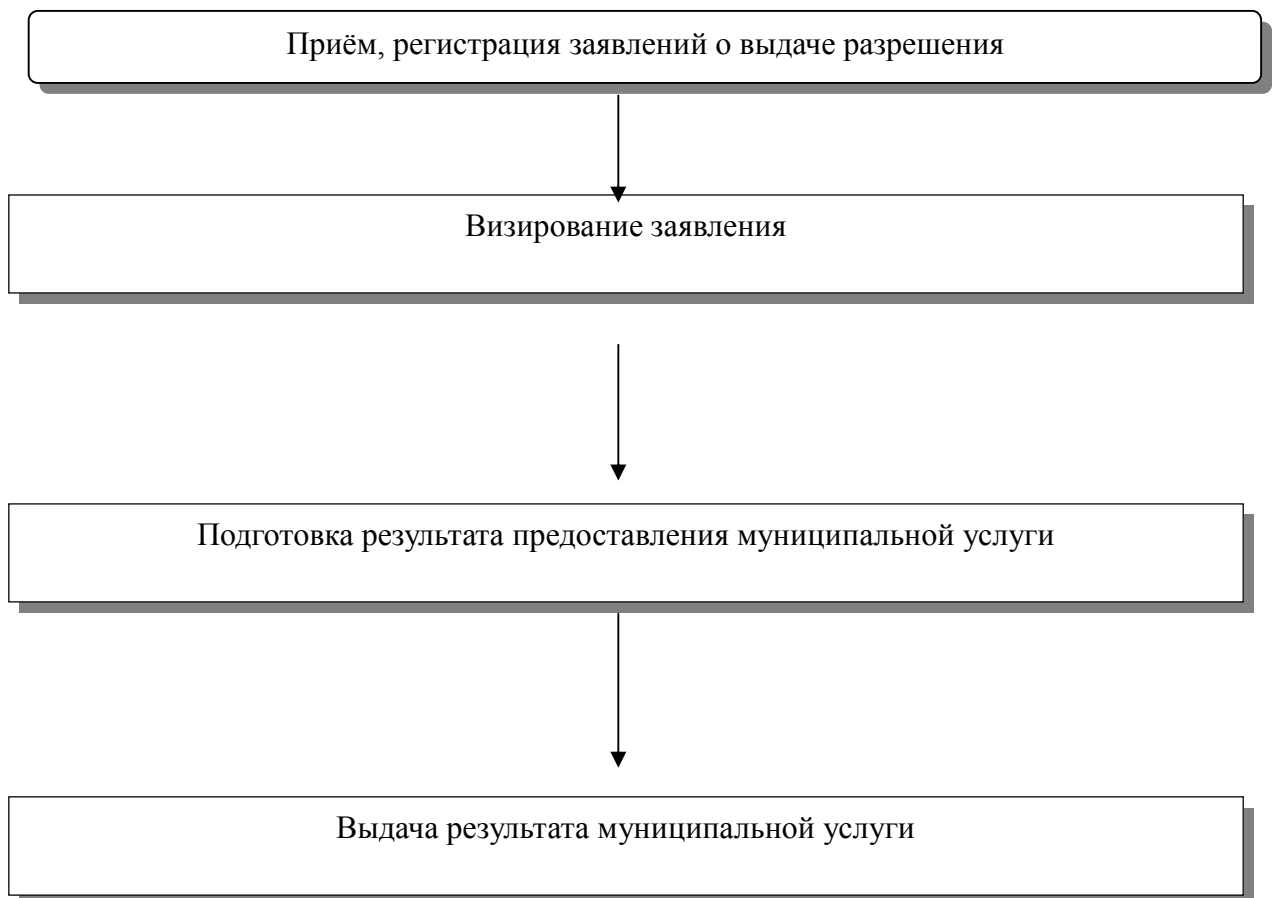 Приём, регистрация заявлений о выдаче разрешения
Визирование заявления
Подготовка результата предоставления муниципальной услуги
Выдача результата муниципальной услуги